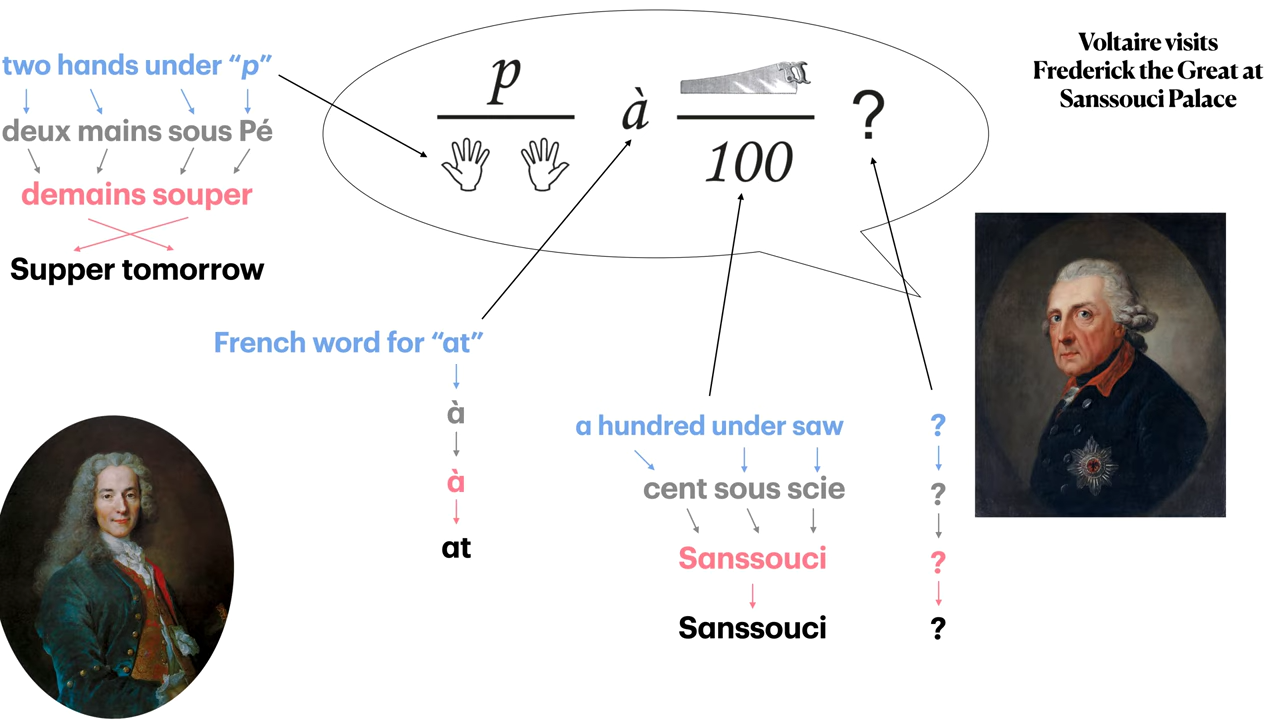 Voltaire visits
Frederick the Great at
Sanssouci Palace
p
à
?
100
two hands under “p”
deux mains sous Pé
demains souper
Supper tomorrow
French word for “at”
à
à
at
a hundred under saw
cent sous scie
Sanssouci
Sanssouci
?
?
?
?